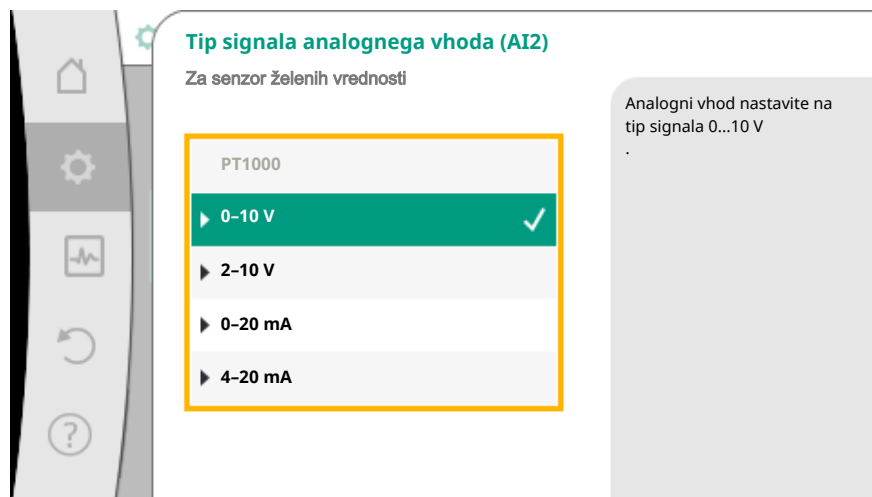 Tip signala analognega vhoda (AI2)
Za senzor želenih vrednosti
PT1000
0–10 V
2–10 V
0–20 mA
4–20 mA
Analogni vhod nastavite na
tip signala 0...10 V
.
?